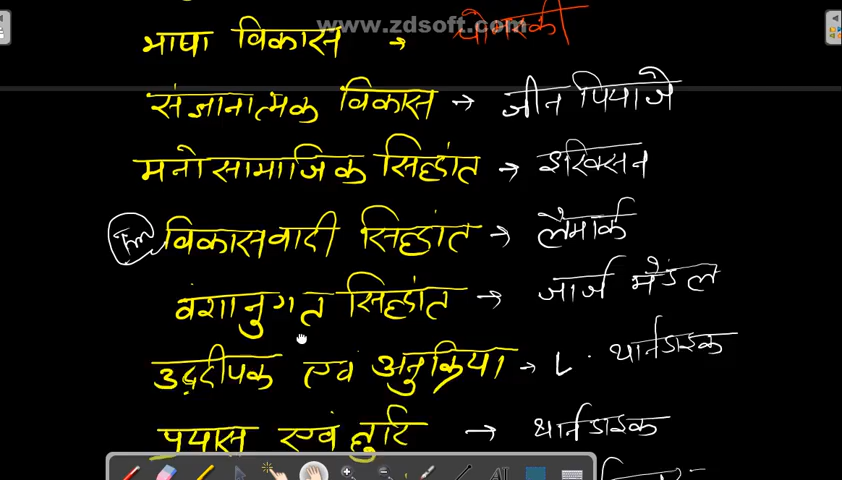 www.zdsoft.com
भाषा विकास → चोमस्की
संज्ञानात्मक विकास → जीन पियाजे
मनोसामाजिक सिद्धांत → इरिक्सन
Im विकासवादी सिद्धांत → लैमार्क
वंशानुगत सिद्धांत → जार्ज मैंडल
उद्दीपक एवं अनुक्रिया → L. थार्नडाइक
प्रयास एवं त्रुटि → थार्नडाइक